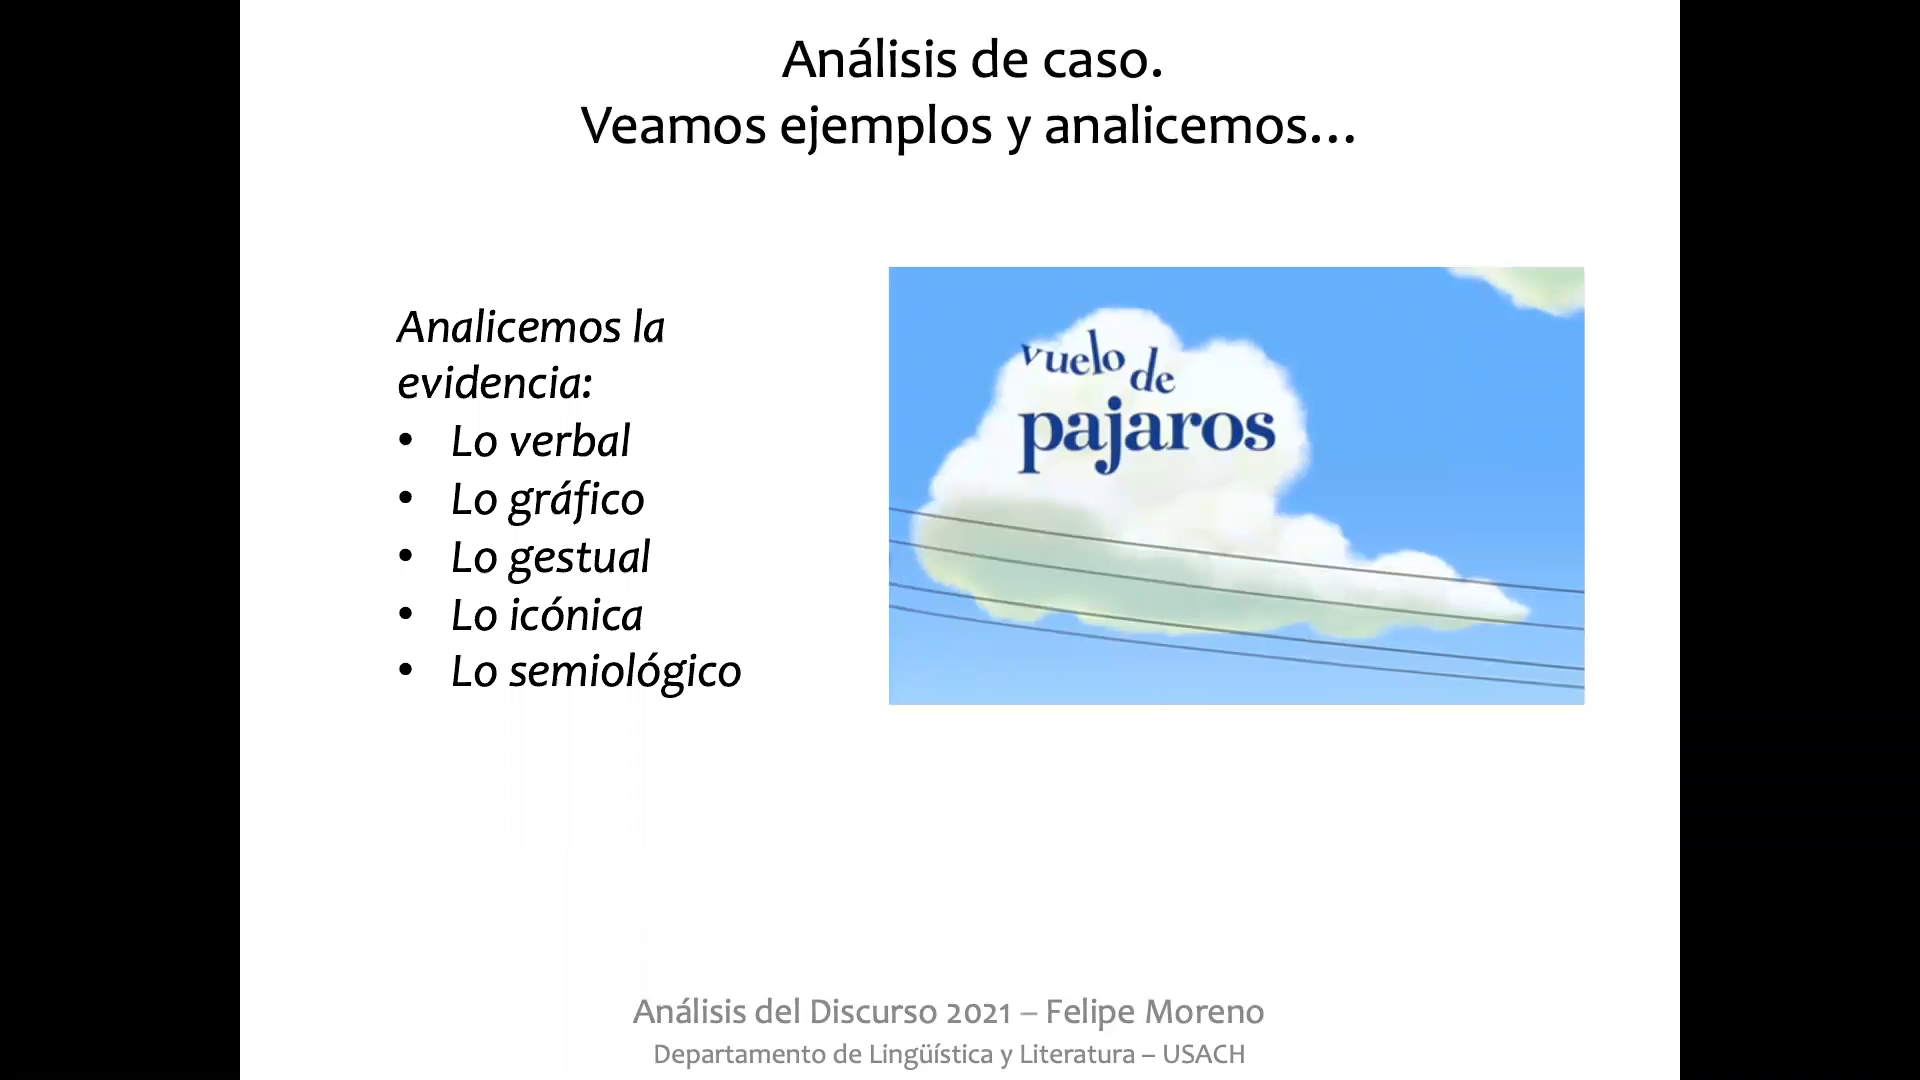 Análisis de caso.
Veamos ejemplos y analicemos…
Analicemos la
evidencia:
• Lo verbal
• Lo gráfico
• Lo gestual
• Lo icónica
• Lo semiológico
vuelo de
pajaros
Análisis del Discurso 2021 – Felipe Moreno
Departamento de Lingüística y Literatura – USACH